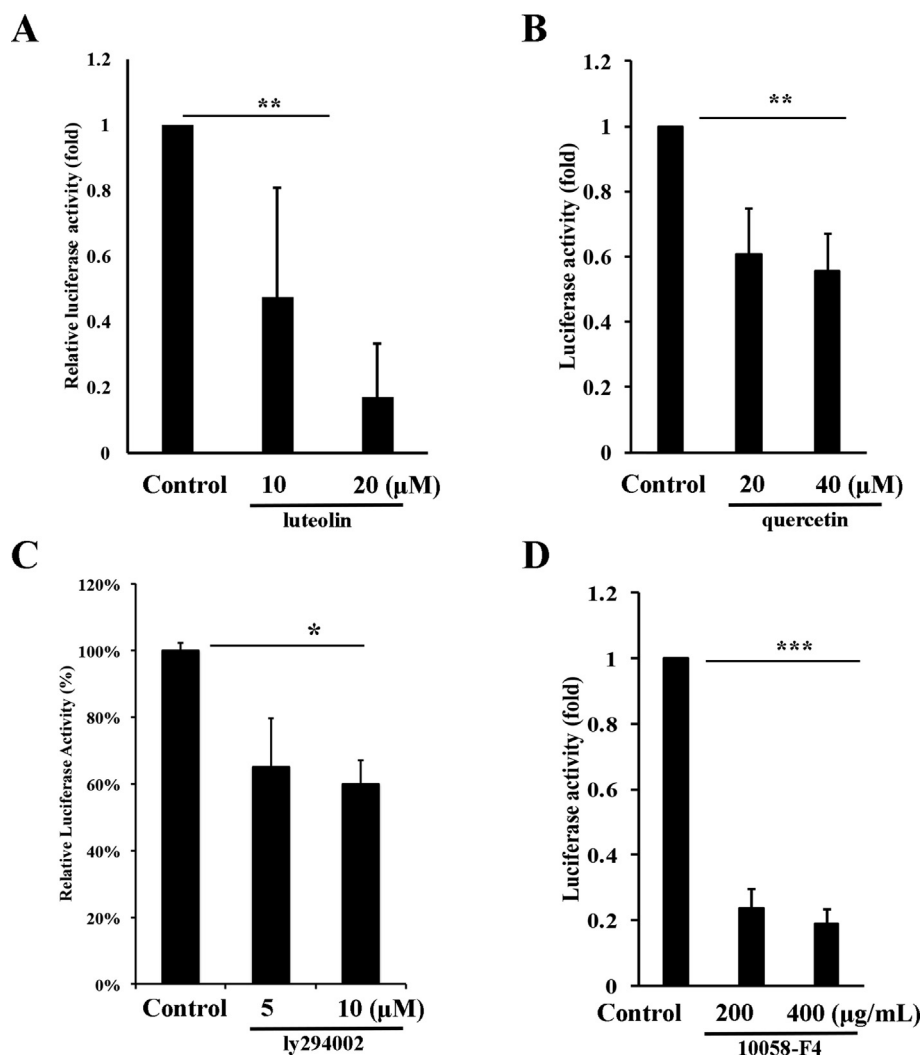 A
Relative luciferase activity (fold)
1.2
1
0.8
0.6
0.4
0.2
0
**
Control 10 20 (μM)
luteolin
B
Luciferase activity (fold)
1.2
1
0.8
0.6
0.4
0.2
0
**
Control 20 40 (μM)
quercetin
C
Relative Luciferase Activity (%)
120%
100%
80%
60%
40%
20%
0%
*
Control 5 10 (μM)
ly294002
D
Luciferase activity (fold)
1.2
1
0.8
0.6
0.4
0.2
0
***
Control 200 400 (μg/mL)
10058-F4